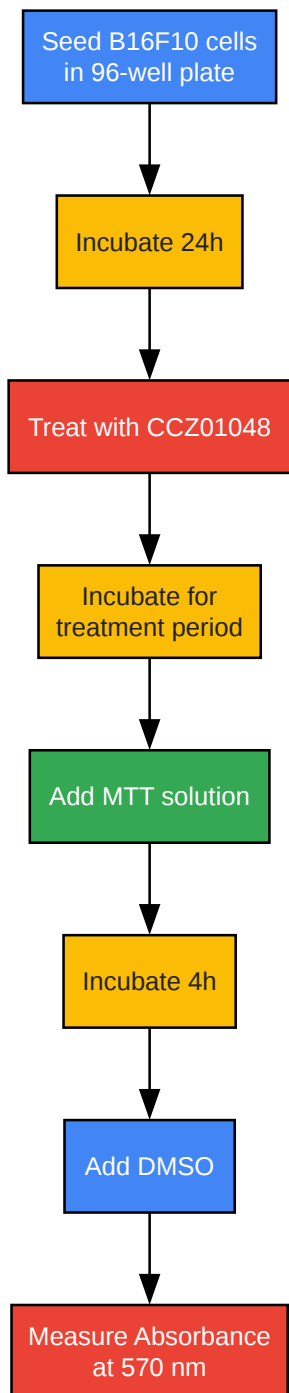 Seed B16F10 cells
in 96-well plate
Incubate 24h
Treat with CCZ01048
Incubate for
treatment period
Add MTT solution
Incubate 4h
Add DMSO
Measure Absorbance
at 570 nm